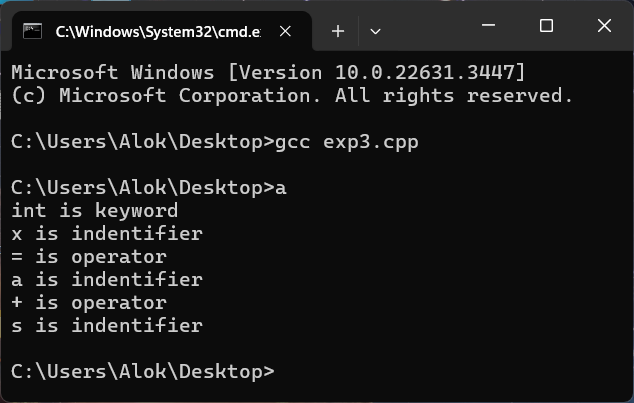 C:\Windows\System32\cmd.e
Microsoft Windows [Version 10.0.22631.3447]
(c) Microsoft Corporation. All rights reserved.
C:\Users\Alok\Desktop>gcc exp3.cpp
C:\Users\Alok\Desktop>a
int is keyword
x is indentifier
= is operator
a is indentifier
+ is operator
s is indentifier
C:\Users\Alok\Desktop>